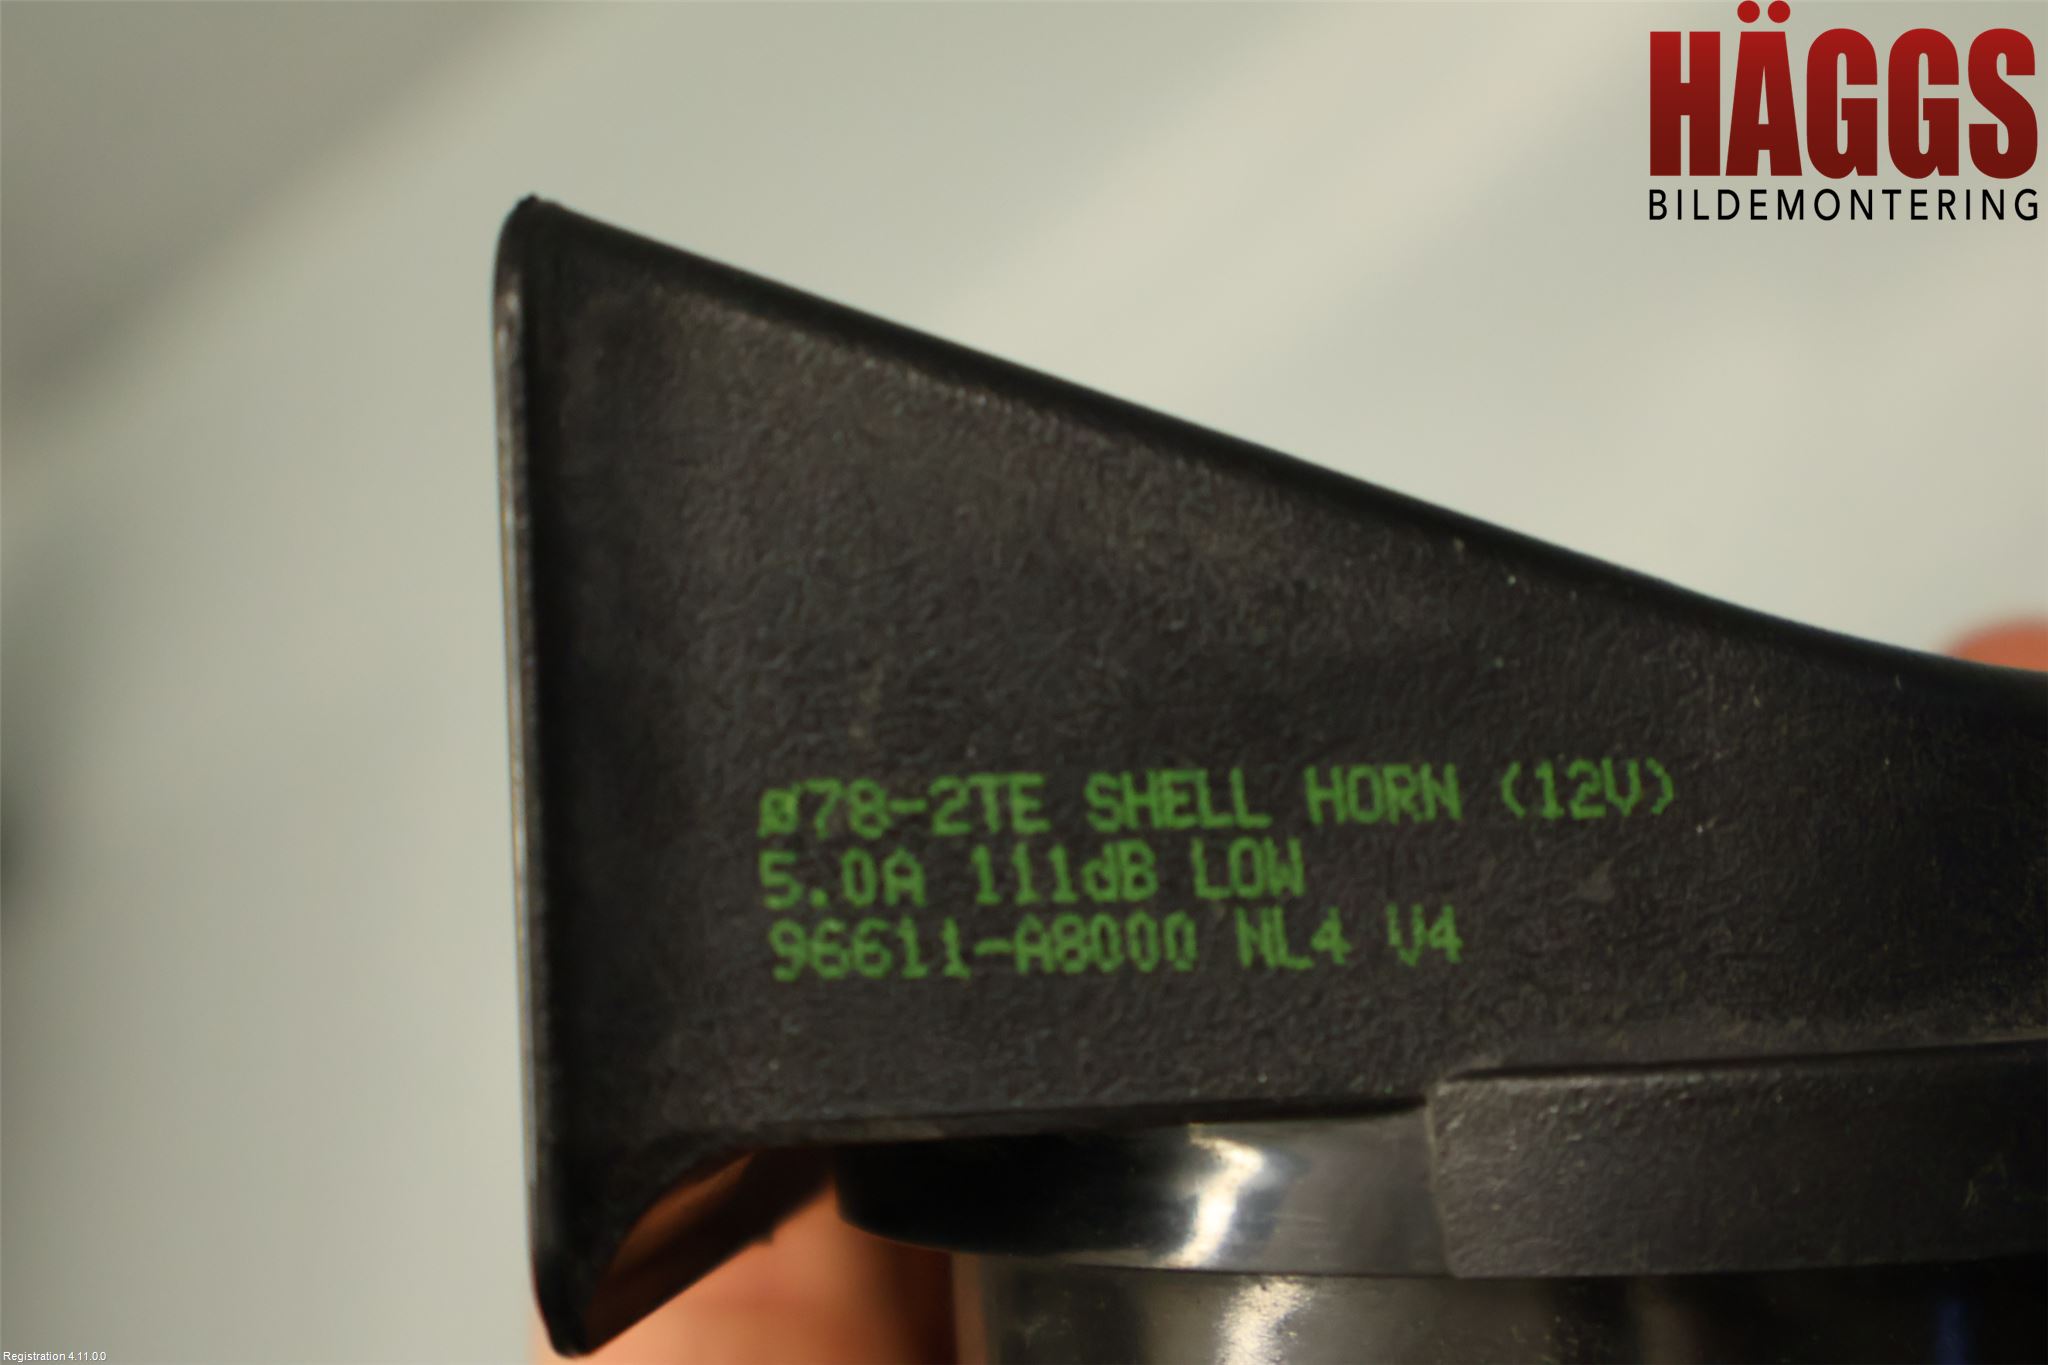 HÄGGS
BILDEMONTERING
ø78-2TE SHELL HORN (12V)
5.0A 111dB LOW
96611-A8000 NL4 V4
Registration 4.11.0.0